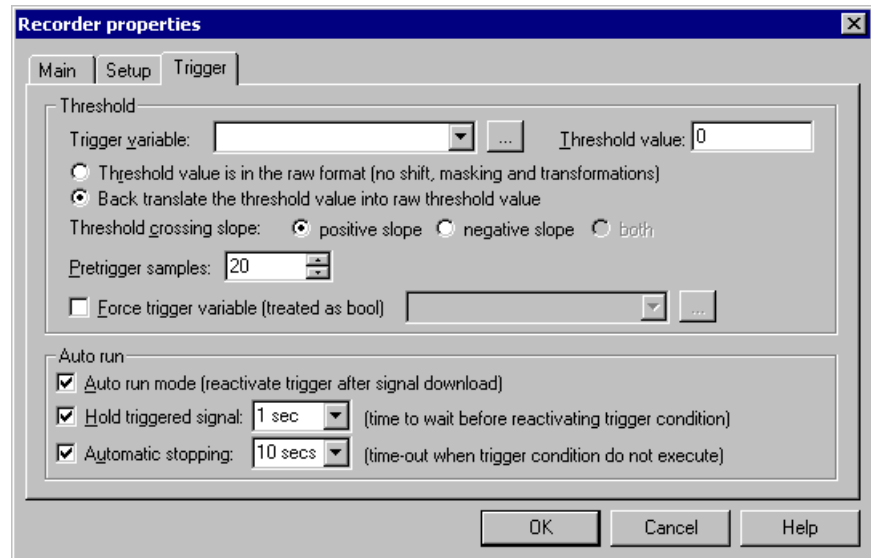 Recorder properties
Main Setup Trigger
Threshold
Trigger variable: ... Threshold value: 0
Threshold value is in the raw format (no shift, masking and transformations)
Back translate the threshold value into raw threshold value
Threshold crossing slope: positive slope negative slope both
Pretrigger samples: 20
Force trigger variable (treated as bool) ...
Auto run
Auto run mode (reactivate trigger after signal download)
Hold triggered signal: 1 sec (time to wait before reactivating trigger condition)
Automatic stopping: 10 secs (time-out when trigger condition do not execute)
OK Cancel Help